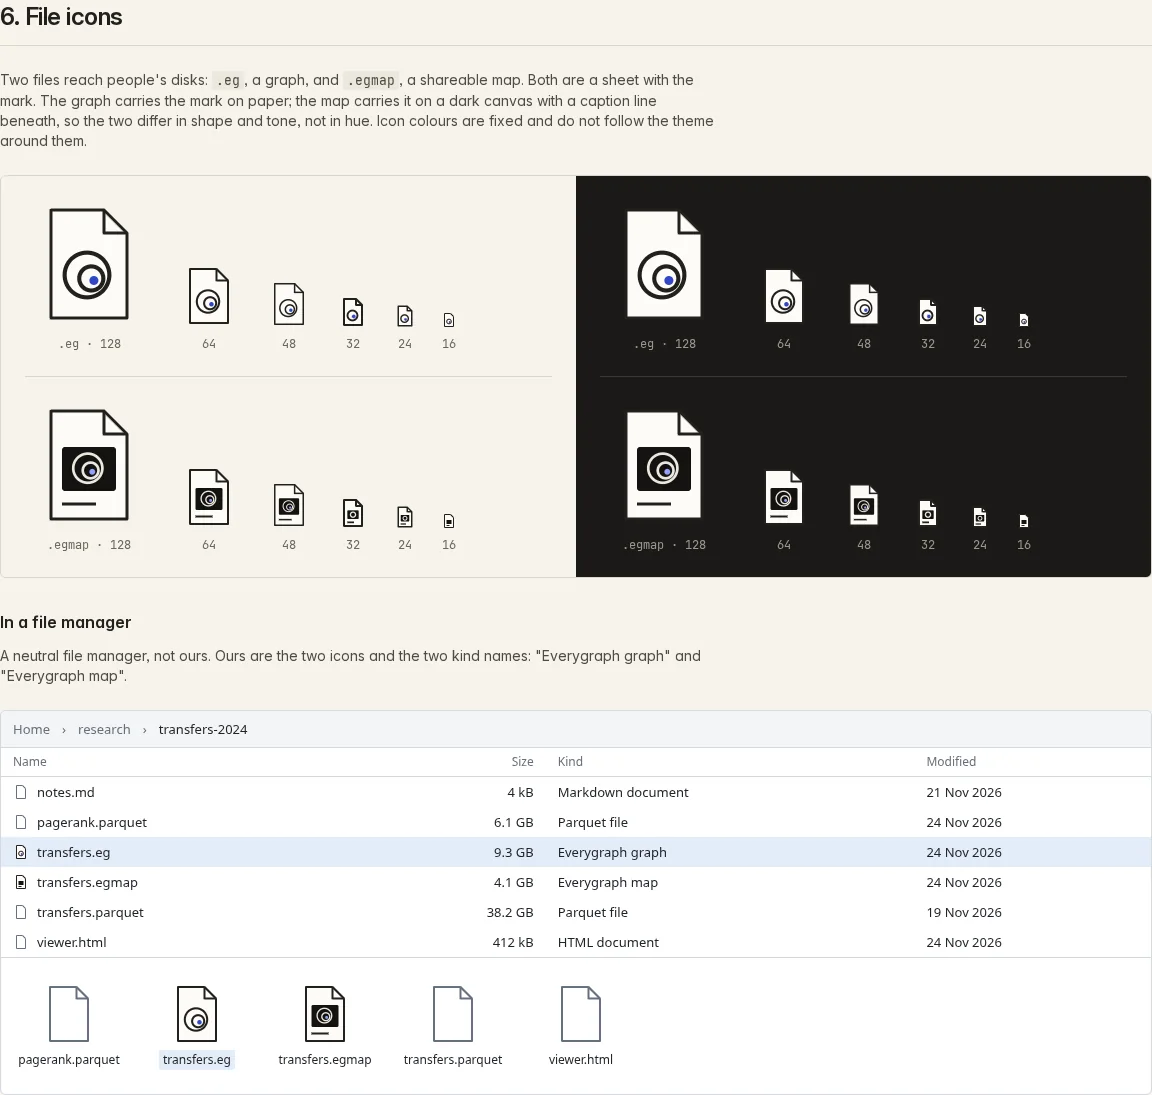 6. File icons
Two files reach people's disks: .eg, a graph, and .egmap, a shareable map. Both are a sheet with the
mark. The graph carries the mark on paper; the map carries it on a dark canvas with a caption line
beneath, so the two differ in shape and tone, not in hue. Icon colours are fixed and do not follow the theme
around them.
.eg · 128 64 48 32 24 16
.eg · 128 64 48 32 24 16
.egmap · 128 64 48 32 24 16
.egmap · 128 64 48 32 24 16
In a file manager
A neutral file manager, not ours. Ours are the two icons and the two kind names: "Everygraph graph" and
"Everygraph map".
Home › research › transfers-2024
Name Size Kind Modified
notes.md 4 kB Markdown document 21 Nov 2026
pagerank.parquet 6.1 GB Parquet file 24 Nov 2026
transfers.eg 9.3 GB Everygraph graph 24 Nov 2026
transfers.egmap 4.1 GB Everygraph map 24 Nov 2026
transfers.parquet 38.2 GB Parquet file 19 Nov 2026
viewer.html 412 kB HTML document 24 Nov 2026
pagerank.parquet transfers.eg transfers.egmap transfers.parquet viewer.html